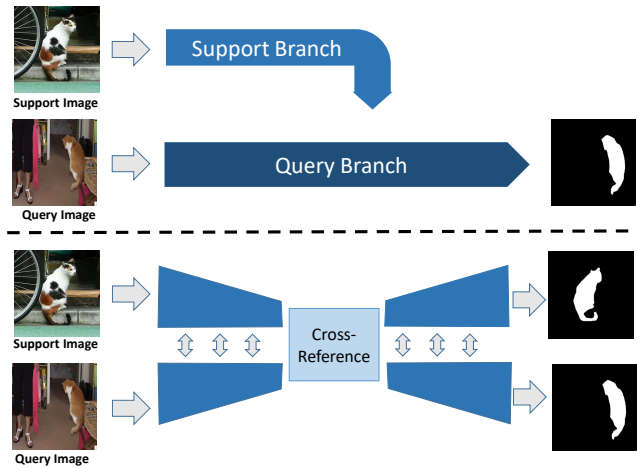 Support Branch
Support Image
Query Branch
Query Image
Support Image
Cross-
Reference
Query Image